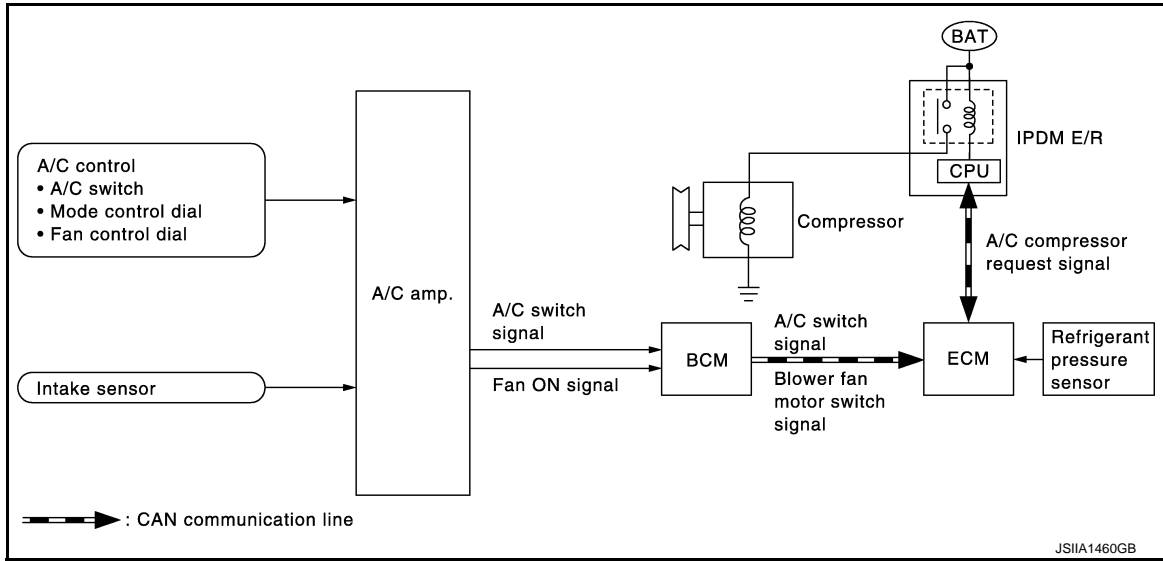 BAT
IPDM E/R
CPU
A/C control
• A/C switch
• Mode control dial
• Fan control dial
Compressor
A/C compressor
request signal
A/C amp.
A/C switch
signal
Fan ON signal
BCM
A/C switch
signal
Blower fan
motor switch
signal
ECM
Refrigerant
pressure
sensor
Intake sensor
: CAN communication line
JSIIA1460GB